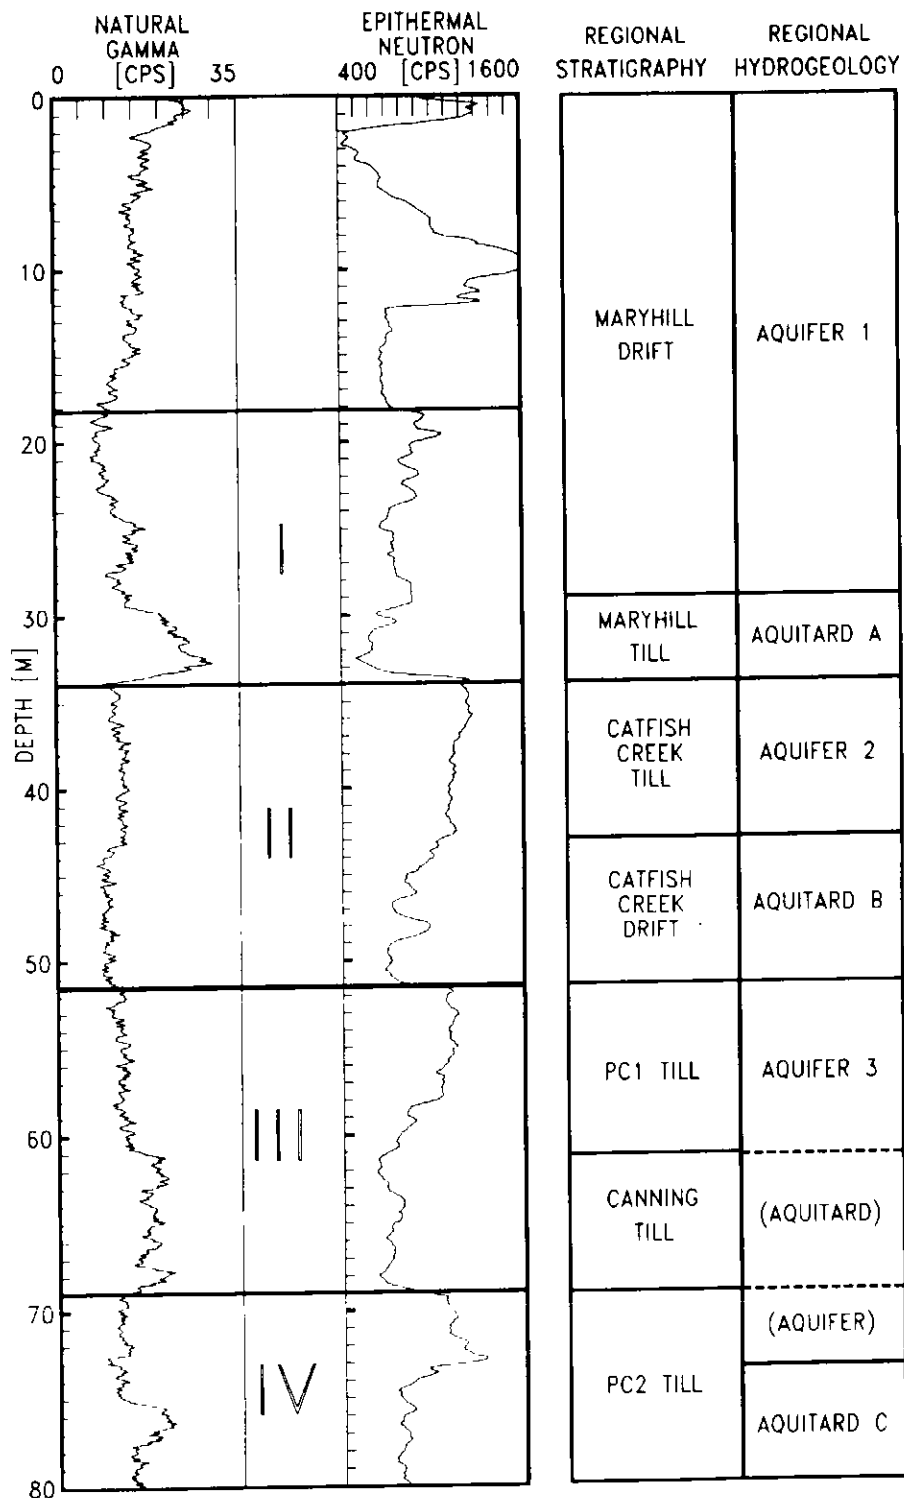 NATURAL
GAMMA
0 [CPS] 35
EPITHERMAL
NEUTRON
400 [CPS] 1600
REGIONAL
STRATIGRAPHY
REGIONAL
HYDROGEOLOGY
0
10
20
30
40
50
60
70
80
DEPTH [M]
I
II
III
IV
MARYHILL
DRIFT
AQUIFER 1
MARYHILL
TILL
AQUITARD A
CATFISH
CREEK
TILL
AQUIFER 2
CATFISH
CREEK
DRIFT
AQUITARD B
PC1 TILL
AQUIFER 3
CANNING
TILL
(AQUITARD)
PC2 TILL
(AQUIFER)
AQUITARD C